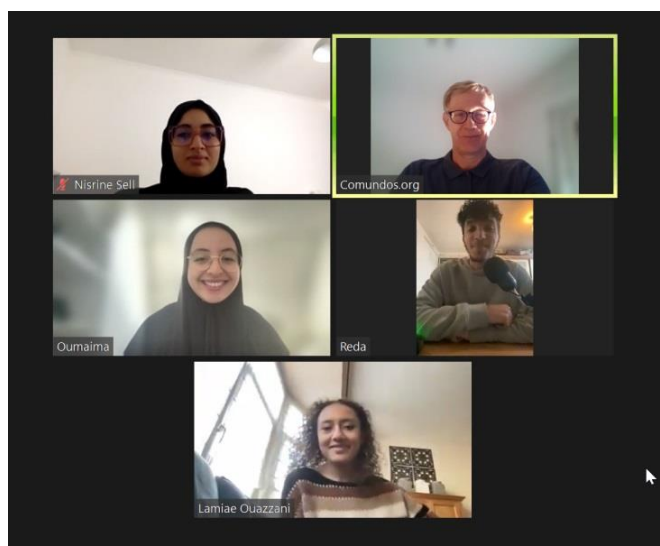 Nisrine Sell
Comundos.org
Oumaima
Reda
Lamiae Ouazzani